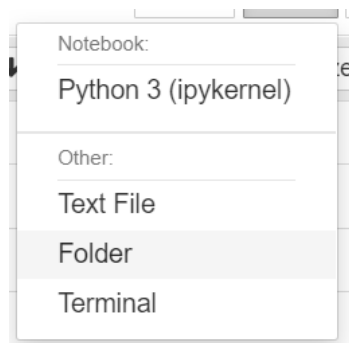 Notebook:
Python 3 (ipykernel)
Other:
Text File
Folder
Terminal